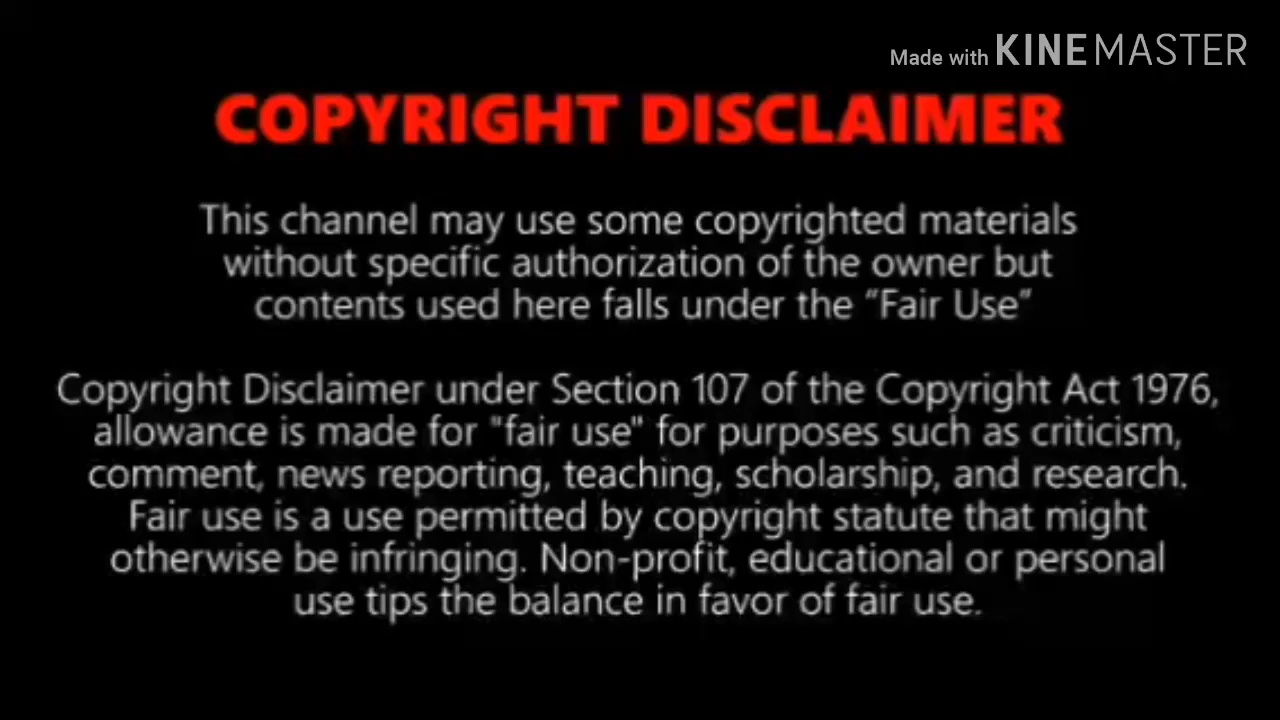 Made with KINEMASTER
COPYRIGHT DISCLAIMER
This channel may use some copyrighted materials
without specific authorization of the owner but
contents used here falls under the “Fair Use”
Copyright Disclaimer under Section 107 of the Copyright Act 1976,
allowance is made for "fair use" for purposes such as criticism,
comment, news reporting, teaching, scholarship, and research.
Fair use is a use permitted by copyright statute that might
otherwise be infringing. Non-profit, educational or personal
use tips the balance in favor of fair use.